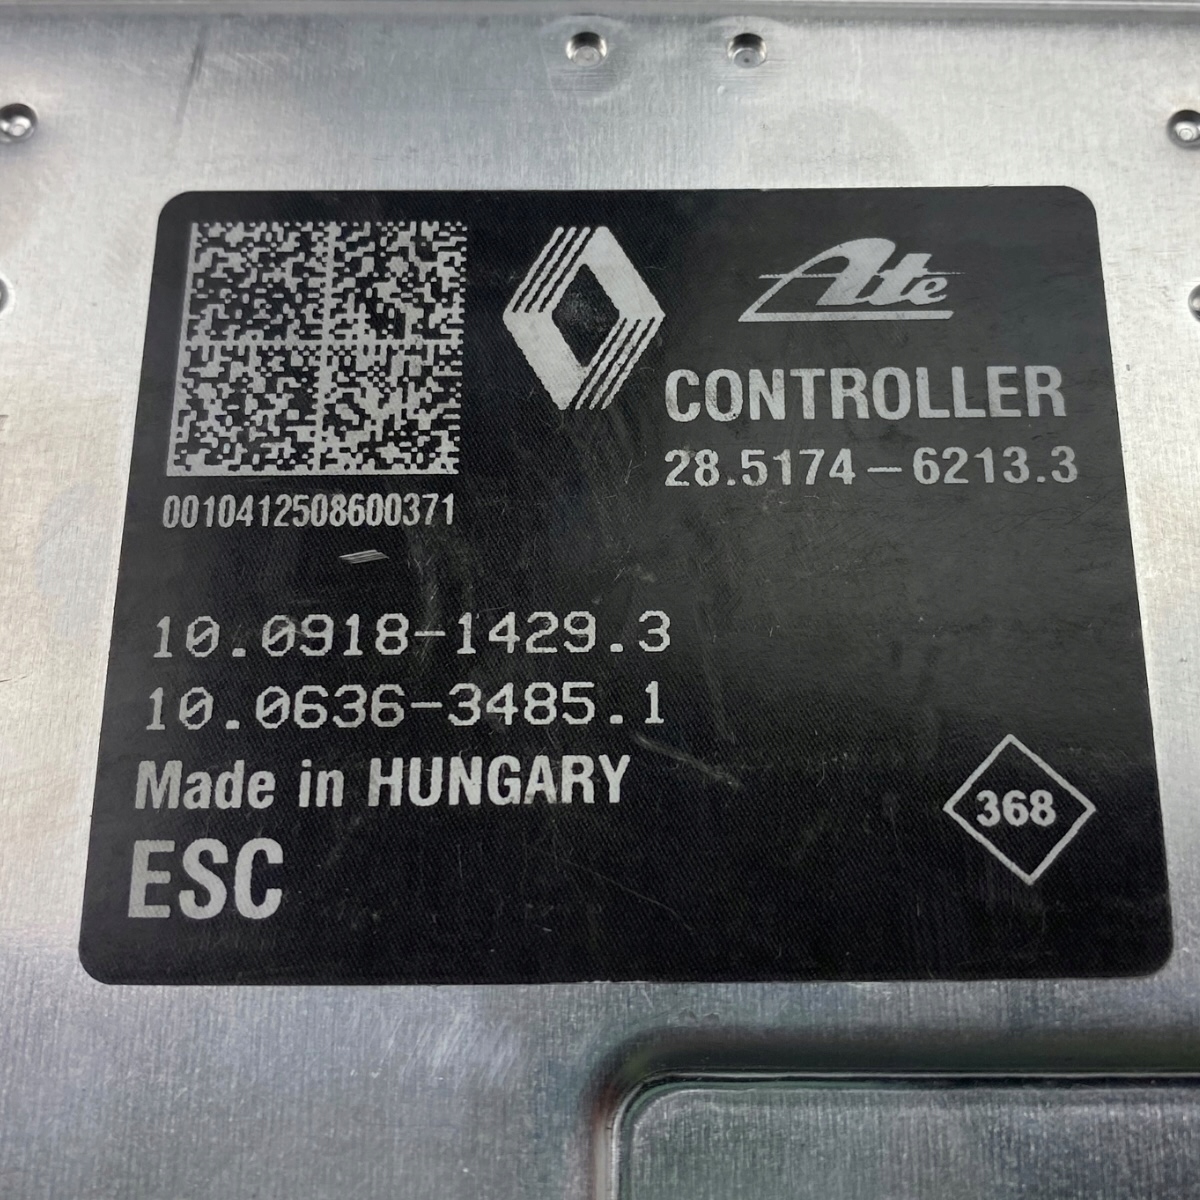 Ate
CONTROLLER
28.5174-6213.3
0010412508600371
10.0918-1429.3
10.0636-3485.1
Made in HUNGARY
ESC
368